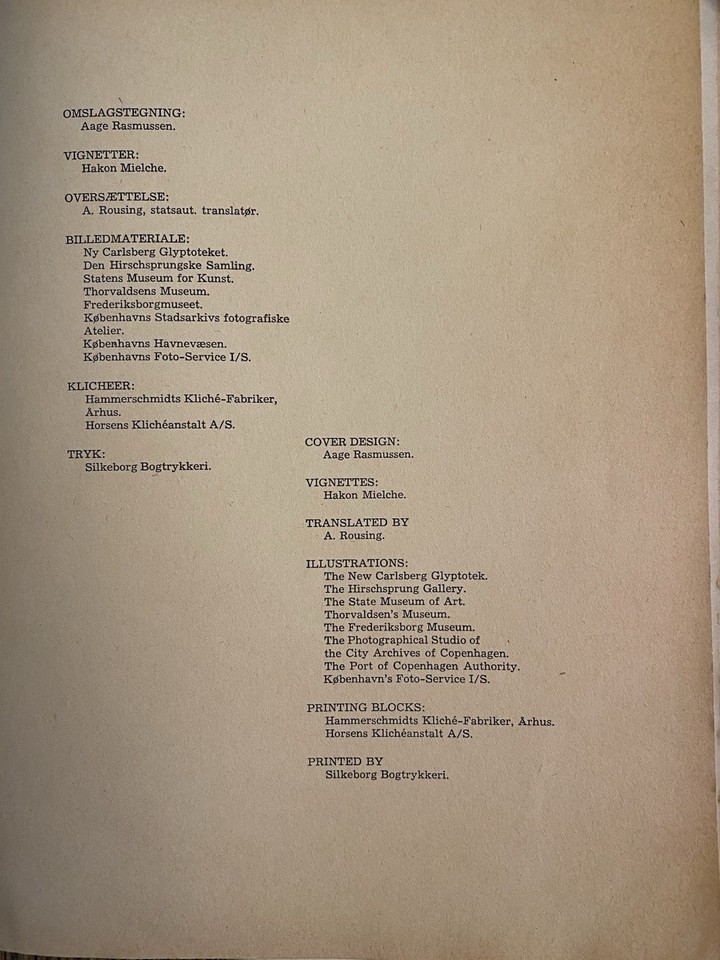 OMSLAGSTEGNING:
Aage Rasmussen.
VIGNETTER:
Hakon Mielche.
OVERSÆTTELSE:
A. Rousing, statsaut. translatør.
BILLEDMATERIALE:
Ny Carlsberg Glyptoteket.
Den Hirschsprungske Samling.
Statens Museum for Kunst.
Thorvaldsens Museum.
Frederiksborgmuseet.
Københavns Stadsarkivs fotografiske
Atelier.
Københavns Havnevæsen.
Københavns Foto-Service I/S.
KLICHEER:
Hammerschmidts Kliché-Fabriker,
Arhus.
Horsens Klichéanstalt A/S.
TRYK:
Silkeborg Bogtrykkeri.
COVER DESIGN:
Aage Rasmussen.
VIGNETTES:
Hakon Mielche.
TRANSLATED BY
A. Rousing.
ILLUSTRATIONS:
The New Carlsberg Glyptotek.
The Hirschsprung Gallery.
The State Museum of Art.
Thorvaldsen's Museum.
The Frederiksborg Museum.
The Photographical Studio of
the City Archives of Copenhagen.
The Port of Copenhagen Authority.
København's Foto-Service I/S.
PRINTING BLOCKS:
Hammerschmidts Kliché-Fabriker, Arhus.
Horsens Klichéanstalt A/S.
PRINTED BY
Silkeborg Bogtrykkeri.